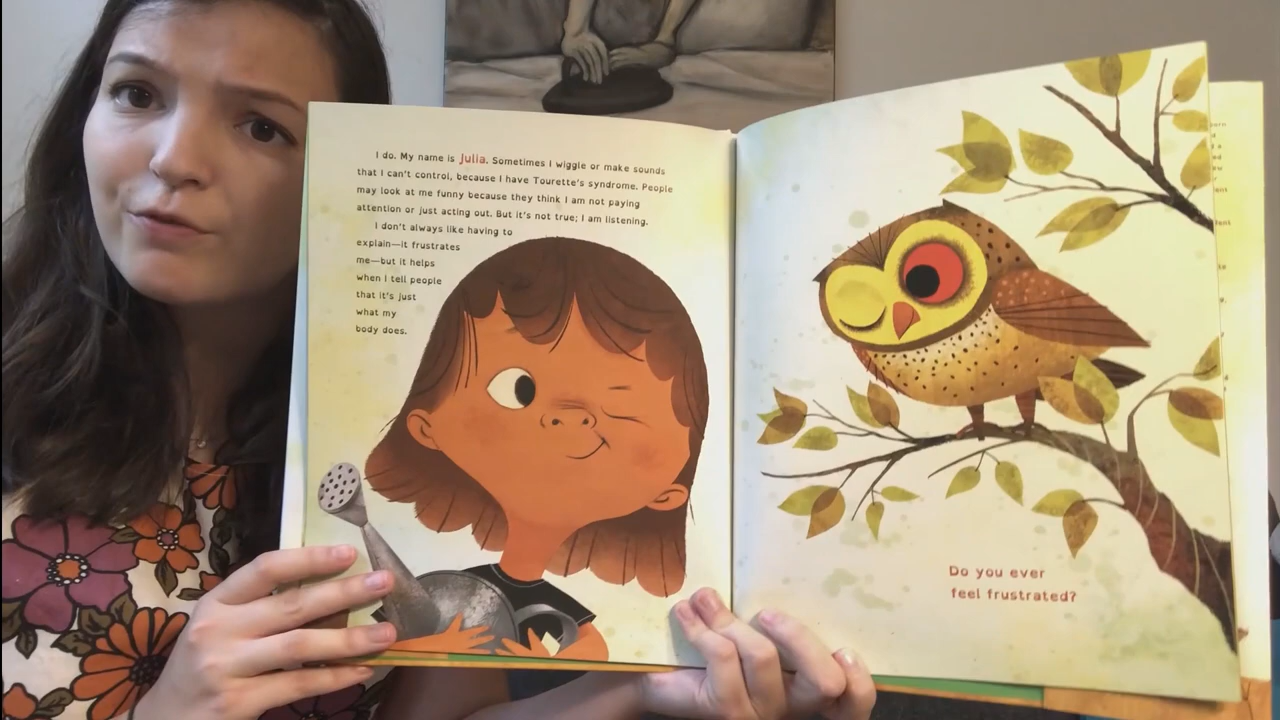 I do. My name is Julia. Sometimes I wiggle or make sounds
that I can't control, because I have Tourette's syndrome. People
may look at me funny because they think I am not paying
attention or just acting out. But it's not true; I am listening.
I don't always like having to
explain—it frustrates
me—but it helps
when I tell people
that it's just
what my
body does.
Do you ever
feel frustrated?